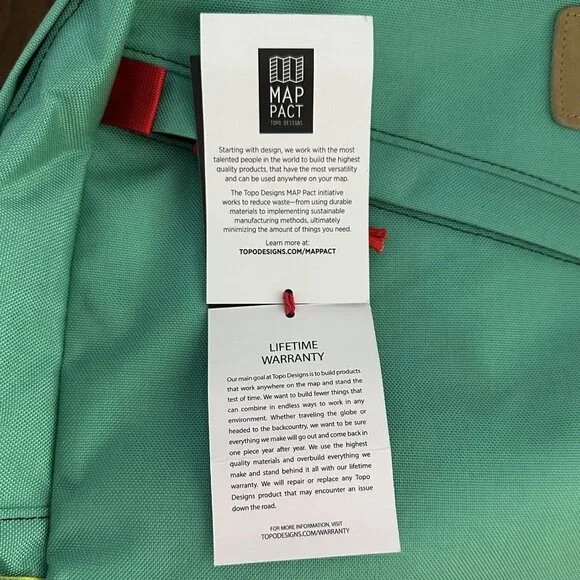 MAP
PACT
TOPO DESIGNS
Starting with design, we work with the most
talented people in the world to build the highest
quality products, that have the most versatility
and can be used anywhere on your map.
The Topo Designs MAP Pact initiative
works to reduce waste—from using durable
materials to implementing sustainable
manufacturing methods, ultimately
minimizing the amount of things you need.
Learn more at:
TOPODESIGNS.COM/MAPPACT
LIFETIME
WARRANTY
Our main goal at Topo Designs is to build products
that work anywhere on the map and stand the
test of time. We want to build fewer things that
can combine in endless ways to work in any
environment. Whether traveling the globe or
headed to the backcountry, we want to be sure
everything we make will go out and come back in
one piece year after year. We use the highest
quality materials and overbuild everything we
make and stand behind it all with our lifetime
warranty. We will repair or replace any Topo
Designs product that may encounter an issue
down the road.
FOR MORE INFORMATION, VISIT
TOPODESIGNS.COM/WARRANTY